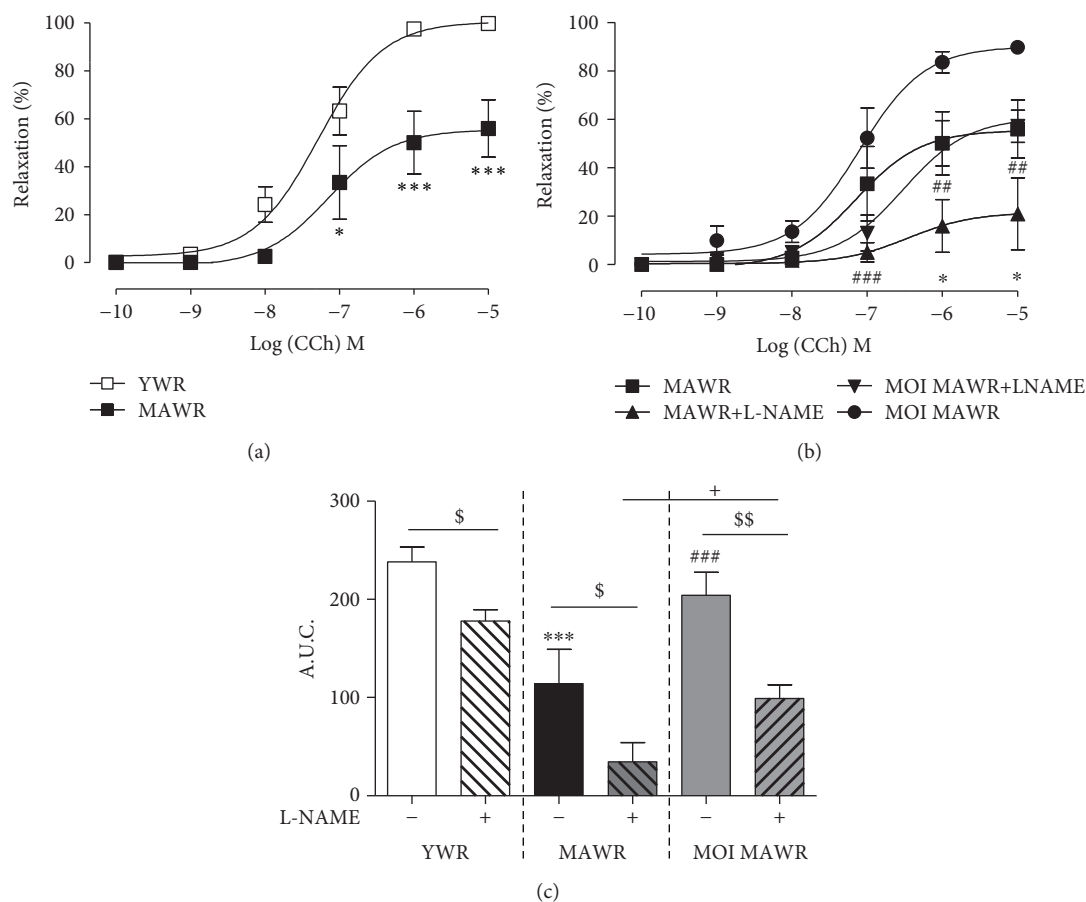 100
80
60
40
20
0
Relaxation (%)
*
***
***
−10 −9 −8 −7 −6 −5
Log (CCh) M
YWR
MAWR
(a)
100
80
60
40
20
0
Relaxation (%)
##
##
###
*
*
−10 −9 −8 −7 −6 −5
Log (CCh) M
MAWR MOI MAWR+LNAME
MAWR+L-NAME MOI MAWR
(b)
300
200
100
0
A.U.C.
$
***
$
+
$$
###
L-NAME − + − + − +
YWR MAWR MOI MAWR
(c)